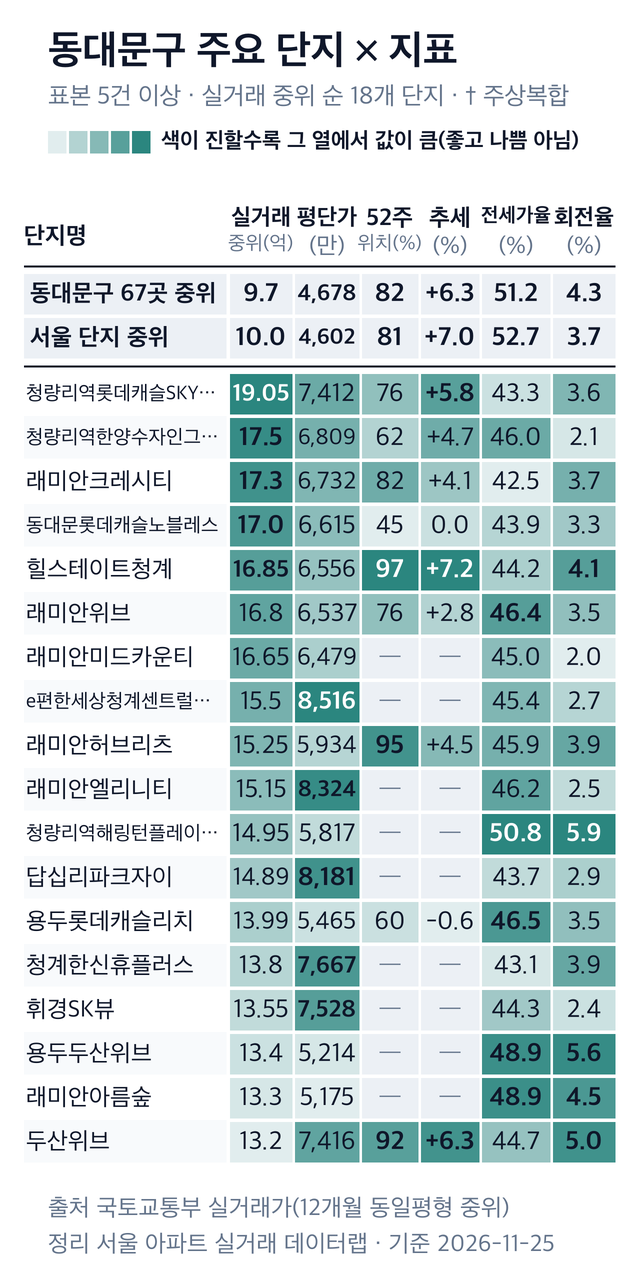 동대문구 주요 단지 × 지표
표본 5건 이상 · 실거래 중위 순 18개 단지 · † 주상복합
색이 진할수록 그 열에서 값이 큼(좋고 나쁨 아님)
단지명 실거래 중위(억) 평단가 (만) 52주 위치(%) 추세 (%) 전세가율 (%) 회전율 (%)
동대문구 67곳 중위 9.7 4,678 82 +6.3 51.2 4.3
서울 단지 중위 10.0 4,602 81 +7.0 52.7 3.7
청량리역롯데캐슬SKY… 19.05 7,412 76 +5.8 43.3 3.6
청량리역한양수자인그… 17.5 6,809 62 +4.7 46.0 2.1
래미안크레시티 17.3 6,732 82 +4.1 42.5 3.7
동대문롯데캐슬노블레스 17.0 6,615 45 0.0 43.9 3.3
힐스테이트청계 16.85 6,556 97 +7.2 44.2 4.1
래미안위브 16.8 6,537 76 +2.8 46.4 3.5
래미안미드카운티 16.65 6,479 — — 45.0 2.0
e편한세상청계센트럴… 15.5 8,516 — — 45.4 2.7
래미안허브리츠 15.25 5,934 95 +4.5 45.9 3.9
래미안엘리니티 15.15 8,324 — — 46.2 2.5
청량리역해링턴플레이… 14.95 5,817 — — 50.8 5.9
답십리파크자이 14.89 8,181 — — 43.7 2.9
용두롯데캐슬리치 13.99 5,465 60 -0.6 46.5 3.5
청계한신휴플러스 13.8 7,667 — — 43.1 3.9
휘경SK뷰 13.55 7,528 — — 44.3 2.4
용두두산위브 13.4 5,214 — — 48.9 5.6
래미안아름숲 13.3 5,175 — — 48.9 4.5
두산위브 13.2 7,416 92 +6.3 44.7 5.0
출처 국토교통부 실거래가(12개월 동일평형 중위)
정리 서울 아파트 실거래 데이터랩 · 기준 2026-11-25